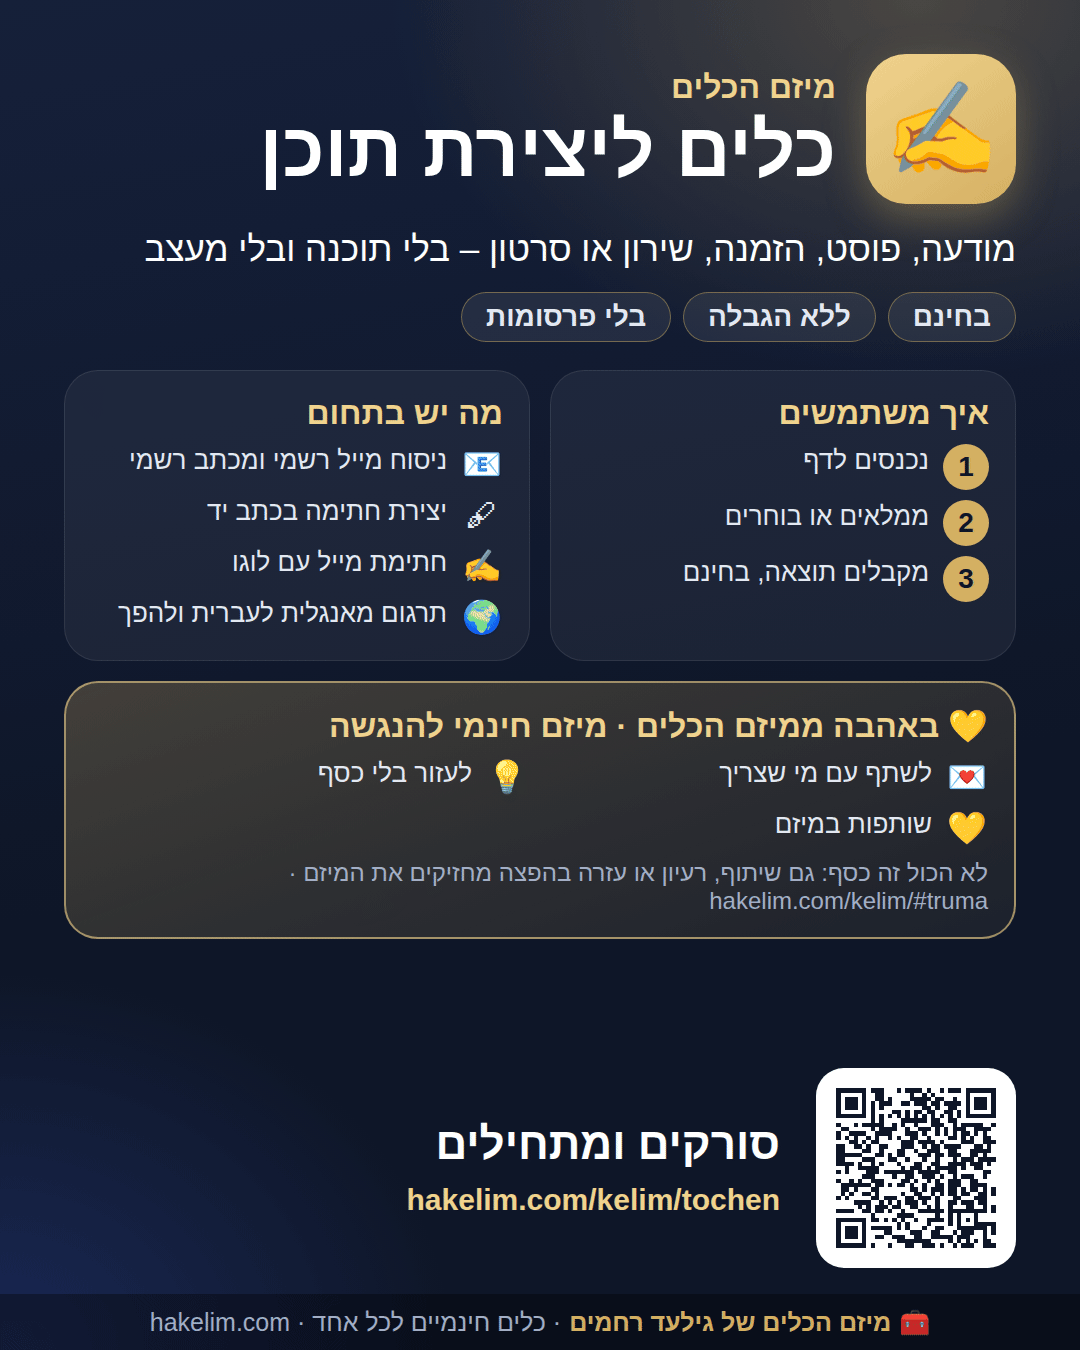 מיזם הכלים
כלים ליצירת תוכן
מודעה, פוסט, הזמנה, שירון או סרטון – בלי תוכנה ובלי מעצב
בחינם
ללא הגבלה
בלי פרסומות
איך משתמשים
1 נכנסים לדף
2 ממלאים או בוחרים
3 מקבלים תוצאה, בחינם
מה יש בתחום
ניסוח מייל רשמי ומכתב רשמי
יצירת חתימה בכתב יד
חתימת מייל עם לוגו
תרגום מאנגלית לעברית ולהפך
💛 באהבה ממיזם הכלים · מיזם חינמי להנגשה
💌 לשתף עם מי שצריך
💡 לעזור בלי כסף
💛 שותפות במיזם
לא הכול זה כסף: גם שיתוף, רעיון או עזרה בהפצה מחזיקים את המיזם ·
hakelim.com/kelim/#truma
סורקים ומתחילים
hakelim.com/kelim/tochen
🧰 מיזם הכלים של גילעד רחמים · כלים חינמיים לכל אחד · hakelim.com